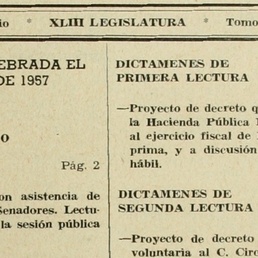 XLIII LEGISLATURA • Tomo
EBRADA EL
DE 1957
Pág. 2
on asistencia de
Senadores. Lectu-
la sesión pública
DICTAMENES DE
PRIMERA LECTURA
—Proyecto de decreto q
la Hacienda Pública
al ejercicio fiscal de
prima, y a discusión
hábil.
DICTAMENES DE
SEGUNDA LECTURA
—Proyecto de decreto
voluntaria al C. Circ